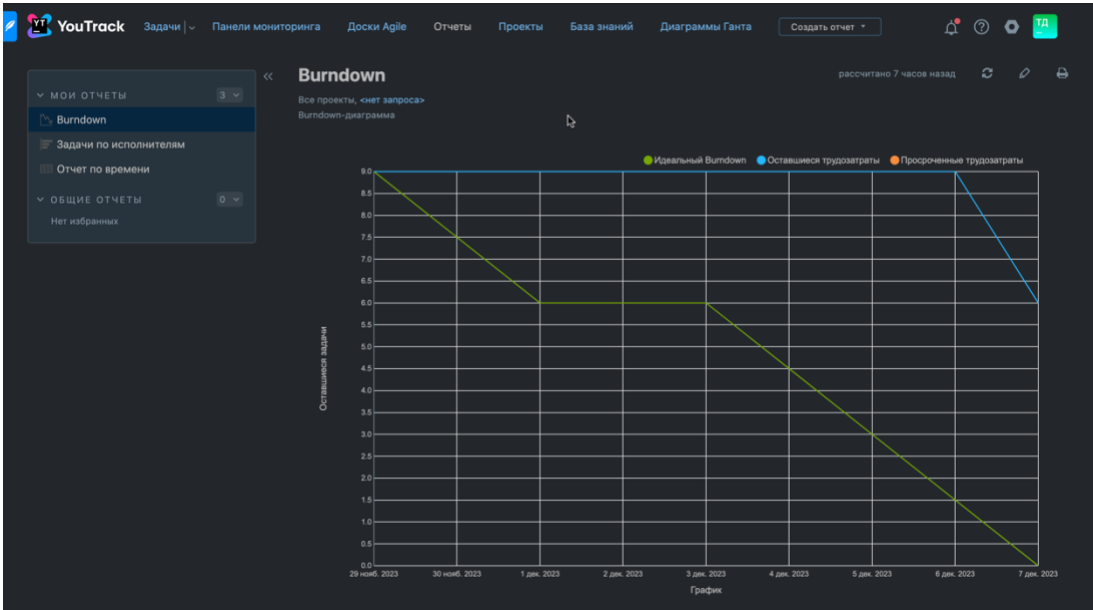 YouTrack Задачи Панели мониторинга Доски Agile Отчеты Проекты База знаний Диаграммы Ганта Создать отчет ТД
МОИ ОТЧЕТЫ 3
Burndown
Задачи по исполнителям
Отчет по времени
ОБЩИЕ ОТЧЕТЫ 0
Нет избранных
Burndown
рассчитано 7 часов назад
Все проекты, <нет запроса>
Burndown-диаграмма
Идеальный Burndown Оставшиеся трудозатраты Просроченные трудозатраты
9.0
8.5
8.0
7.5
7.0
6.5
6.0
5.5
5.0
4.5
4.0
3.5
3.0
2.5
2.0
1.5
1.0
0.5
0.0
Оставшиеся задачи
29 нояб. 2023 30 нояб. 2023 1 дек. 2023 2 дек. 2023 3 дек. 2023 4 дек. 2023 5 дек. 2023 6 дек. 2023 7 дек. 2023
График